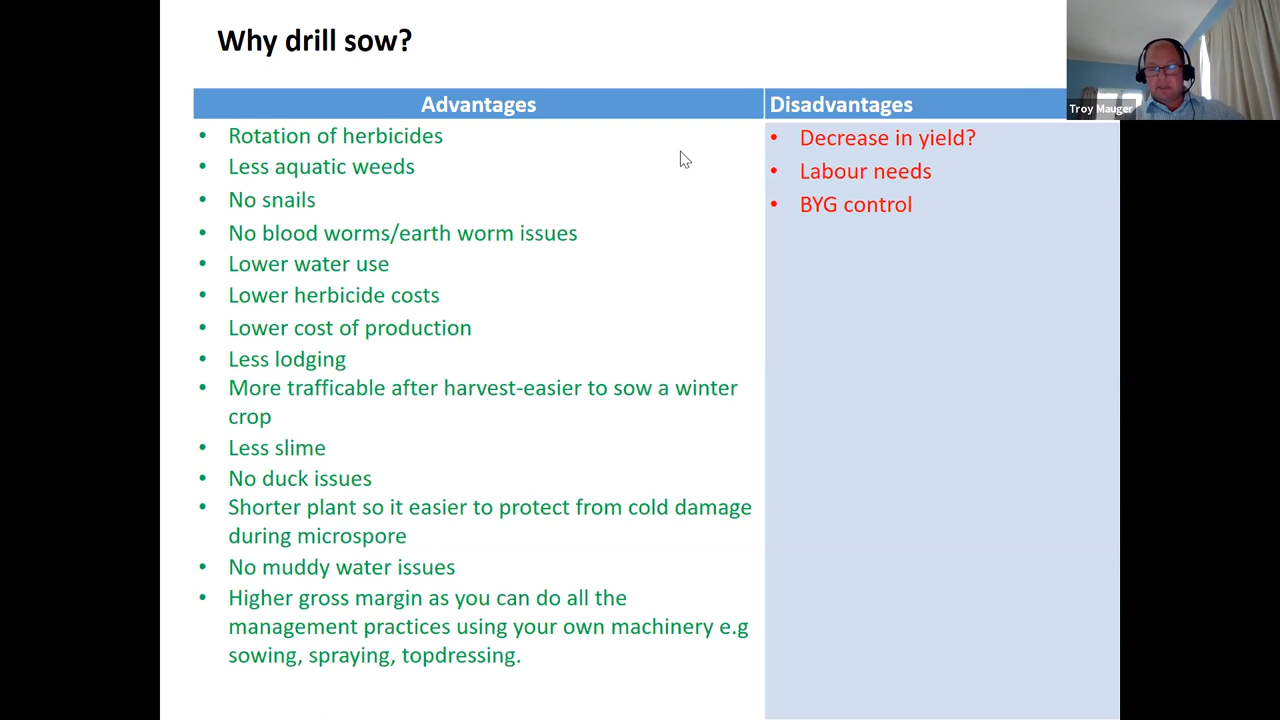 Why drill sow?
Troy Mauger
Advantages
Disadvantages
• Rotation of herbicides
• Less aquatic weeds
• No snails
• No blood worms/earth worm issues
• Lower water use
• Lower herbicide costs
• Lower cost of production
• Less lodging
• More trafficable after harvest-easier to sow a winter
crop
• Less slime
• No duck issues
• Shorter plant so it easier to protect from cold damage
during microspore
• No muddy water issues
• Higher gross margin as you can do all the
management practices using your own machinery e.g
sowing, spraying, topdressing.
• Decrease in yield?
• Labour needs
• BYG control